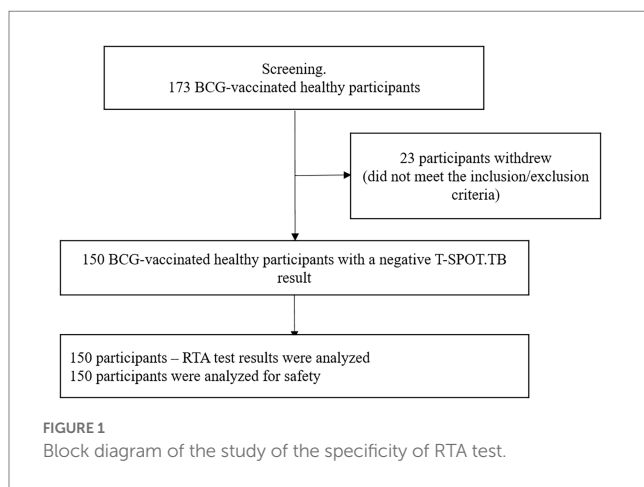 Screening.
173 BCG-vaccinated healthy participants
23 participants withdrew
(did not meet the inclusion/exclusion
criteria)
150 BCG-vaccinated healthy participants with a negative T-SPOT.TB
result
150 participants – RTA test results were analyzed
150 participants were analyzed for safety
FIGURE 1
Block diagram of the study of the specificity of RTA test.